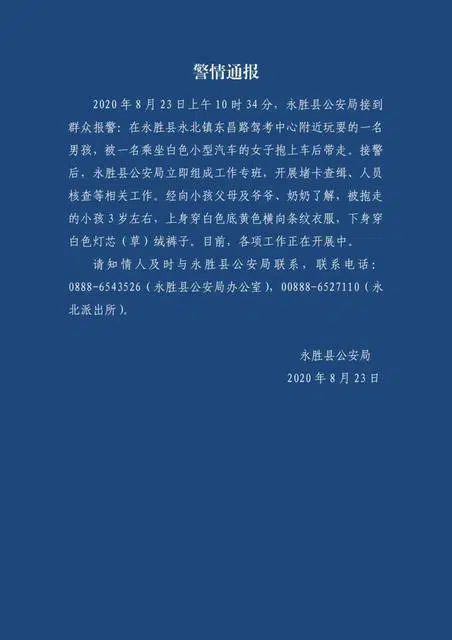 警情通报
2020年8月23日上午10时34分，永胜县公安局接到
群众报警：在永胜县永北镇东昌路驾考中心附近玩耍的一名
男孩，被一名乘坐白色小型汽车的女子抱上车后带走。接警
后，永胜县公安局立即组成工作专班，开展堵卡查缉、人员
核查等相关工作。经向小孩父母及爷爷、奶奶了解，被抱走
的小孩3岁左右，上身穿白色底黄色横向条纹衣服，下身穿
白色灯芯（草）绒裤子。目前，各项工作正在开展中。
请知情人及时与永胜县公安局联系，联系电话：
0888-6543526（永胜县公安局办公室），00888-6527110（永
北派出所）。
永胜县公安局
2020年8月23日